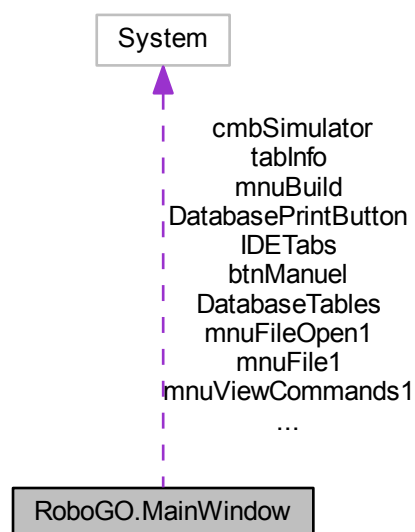 System
cmbSimulator
tabInfo
mnuBuild
DatabasePrintButton
IDETabs
btnManuel
DatabaseTables
mnuFileOpen1
mnuFile1
mnuViewCommands1
...
RoboGO.MainWindow